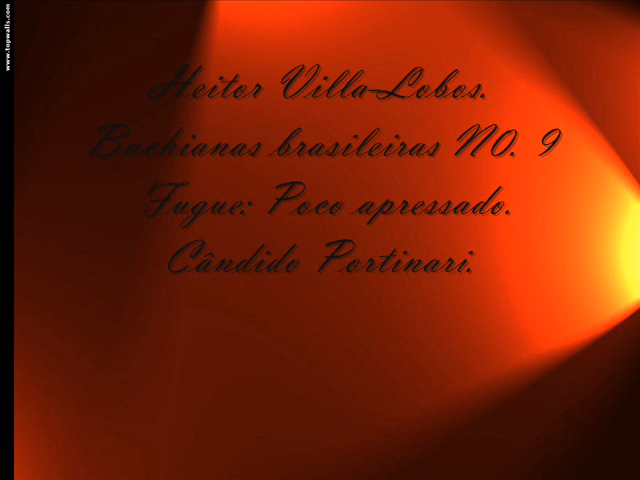 www.topwalls.com
Heitor Villa-Lobos.
Bachianas brasileiras NO. 9
Fugue: Poco apressado.
Cândido Portinari.